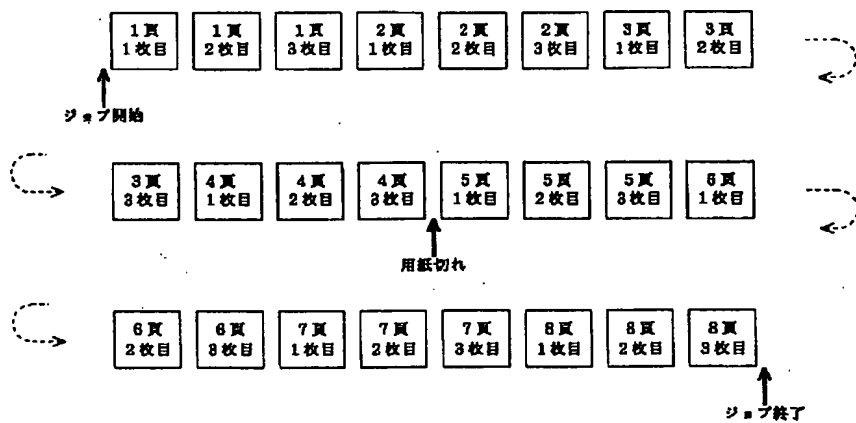 1頁 1頁 1頁 2頁 2頁 2頁 3頁 3頁
1枚目 2枚目 3枚目 1枚目 2枚目 3枚目 1枚目 2枚目
ジョブ開始
3頁 4頁 4頁 4頁 5頁 5頁 5頁 6頁
3枚目 1枚目 2枚目 3枚目 1枚目 2枚目 3枚目 1枚目
用紙切れ
6頁 6頁 7頁 7頁 7頁 8頁 8頁 8頁
2枚目 3枚目 1枚目 2枚目 3枚目 1枚目 2枚目 3枚目
ジョブ終了